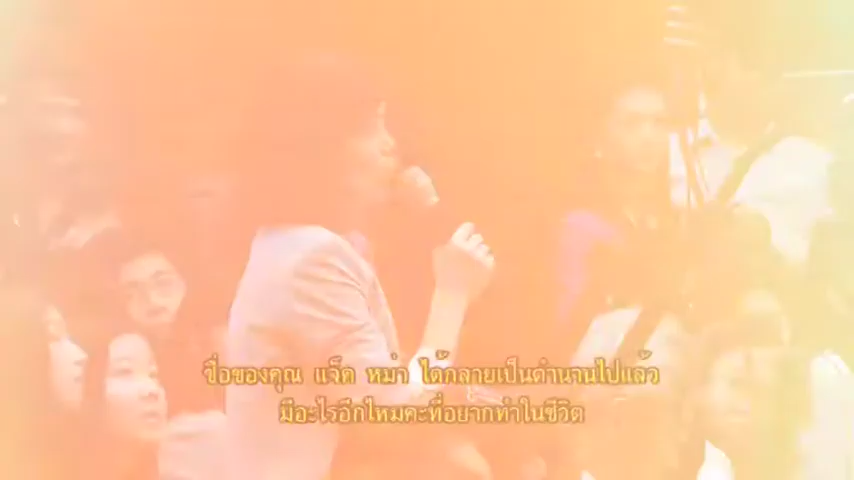 ชื่อของคุณ แจ็ค หม่า ได้กลายเป็นตำนานไปแล้ว
มีอะไรอีกไหมคะที่อยากทำในชีวิต